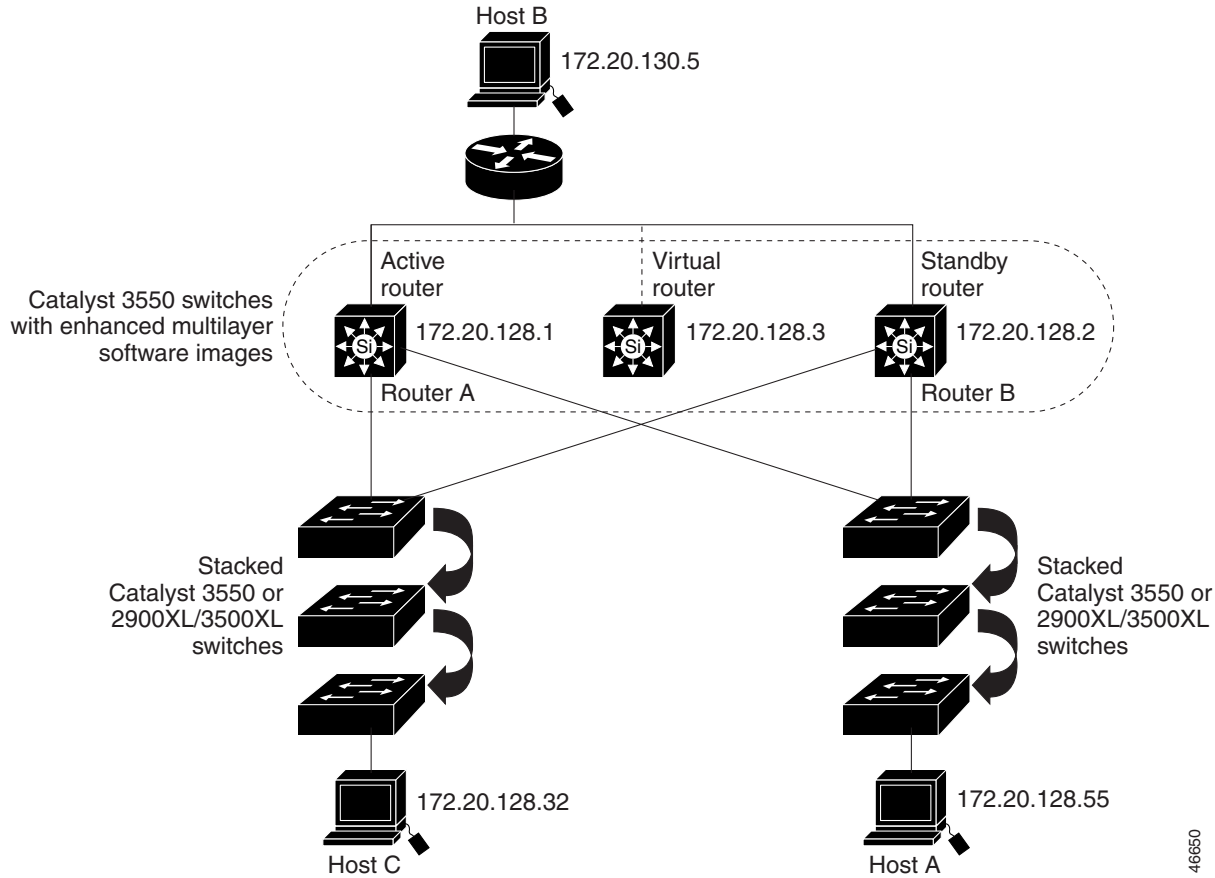 Host B
172.20.130.5
Active
router
Virtual
router
Standby
router
Catalyst 3550 switches
with enhanced multilayer
software images
Si
172.20.128.1
Si
172.20.128.3
Si
172.20.128.2
Router A
Router B
Stacked
Catalyst 3550 or
2900XL/3500XL
switches
Stacked
Catalyst 3550 or
2900XL/3500XL
switches
172.20.128.32
Host C
172.20.128.55
Host A
46650